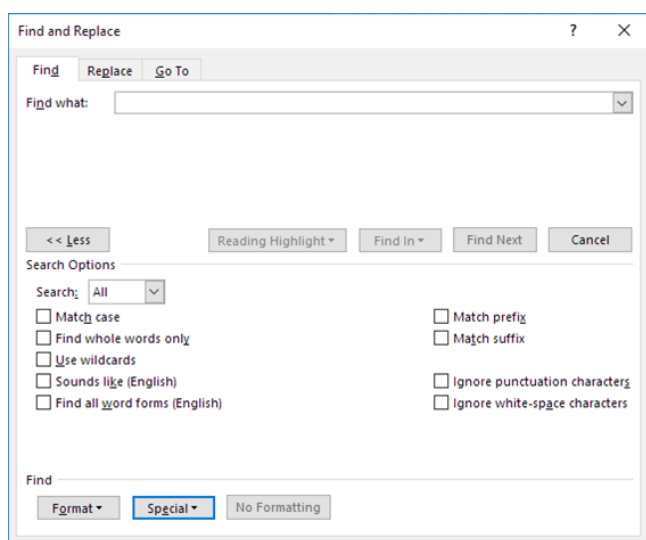 Find and Replace ? ×
Find Replace Go To
Find what:
<< Less Reading Highlight Find In Find Next Cancel
Search Options
Search: All
Match case Match prefix
Find whole words only Match suffix
Use wildcards
Sounds like (English) Ignore punctuation characters
Find all word forms (English) Ignore white-space characters
Find
Format Special No Formatting